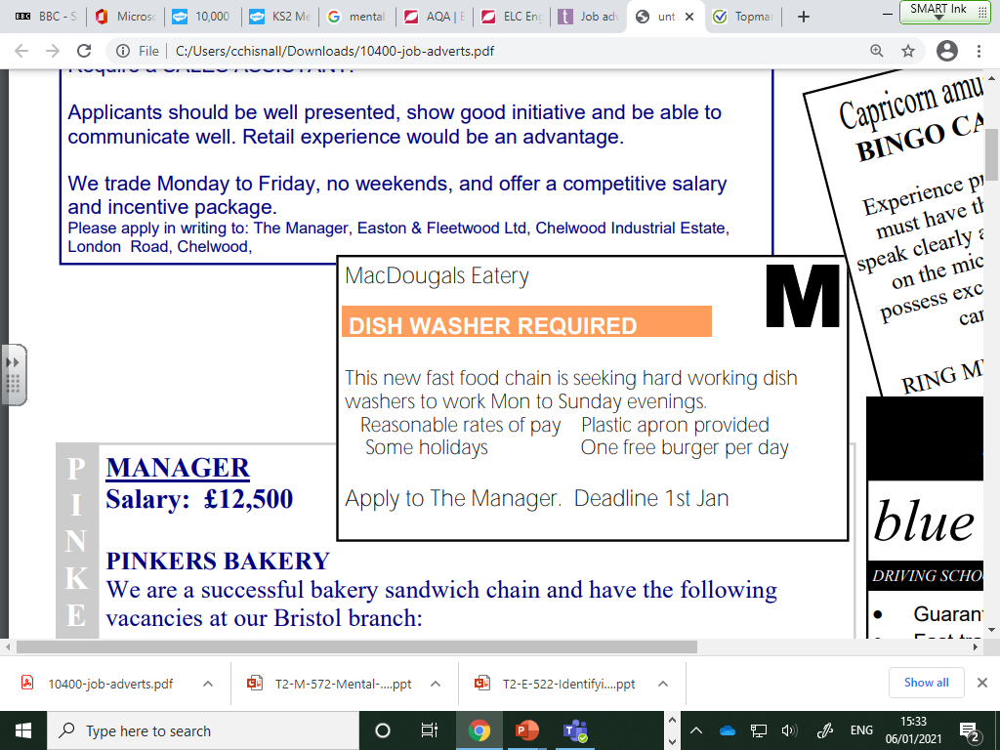 BBC - S
Micros
10,000
KS2 Me
mental
AQA | E
ELC Eng
Job adv
unt
Topmar
SMART Ink
File
C:/Users/cchisnall/Downloads/10400-job-adverts.pdf
Require a SALES ASSISTANT.
Applicants should be well presented, show good initiative and be able to
communicate well. Retail experience would be an advantage.
We trade Monday to Friday, no weekends, and offer a competitive salary
and incentive package.
Please apply in writing to: The Manager, Easton & Fleetwood Ltd, Chelwood Industrial Estate,
London Road, Chelwood,
Capricorn amu
BINGO CA
Experience pr
must have th
speak clearly a
on the mic
possess exc
car
RING M
MacDougals Eatery
M
DISH WASHER REQUIRED
This new fast food chain is seeking hard working dish
washers to work Mon to Sunday evenings.
Reasonable rates of pay Plastic apron provided
Some holidays One free burger per day
Apply to The Manager. Deadline 1st Jan
P
I
N
K
E
MANAGER
Salary: £12,500
PINKERS BAKERY
We are a successful bakery sandwich chain and have the following
vacancies at our Bristol branch:
blue
DRIVING SCHO
• Guaran
10400-job-adverts.pdf
T2-M-572-Mental-....ppt
T2-E-522-Identifyi....ppt
Show all
Type here to search
ENG
15:33
06/01/2021
2